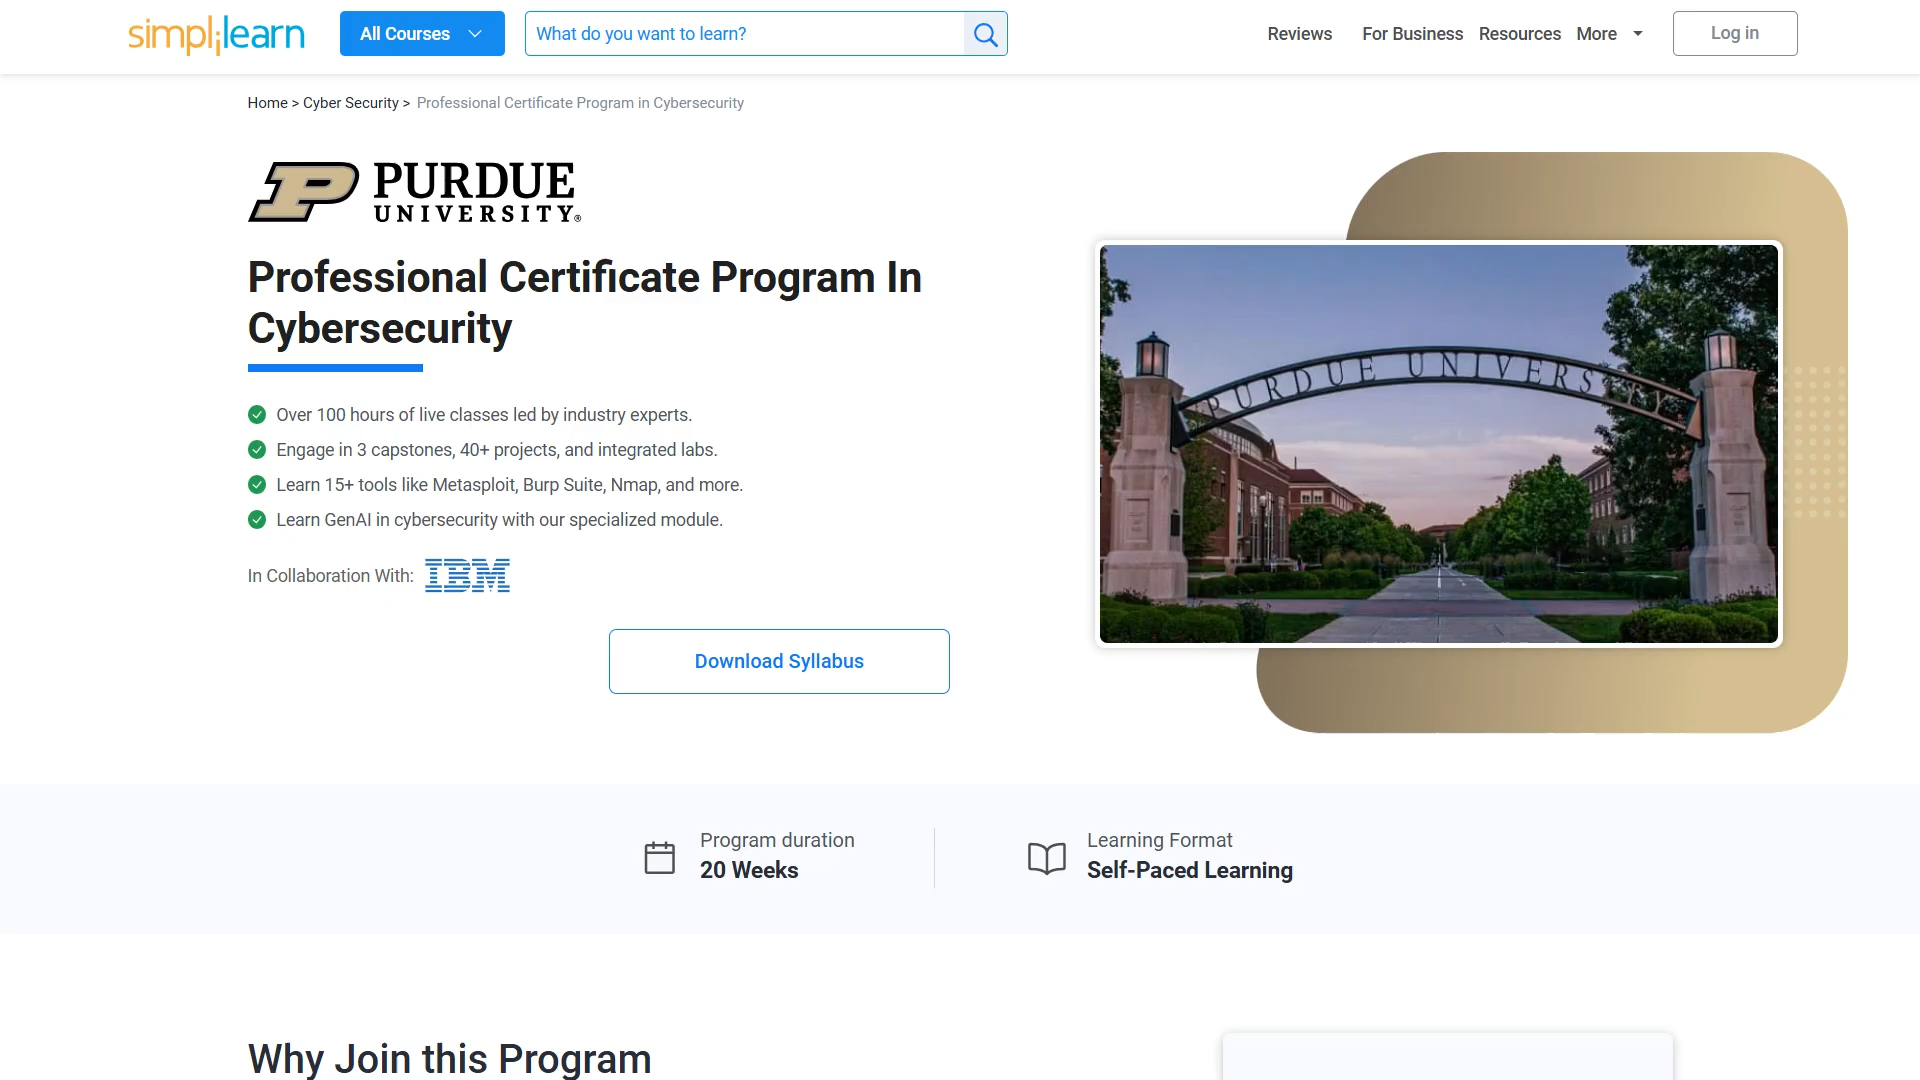 simplilearn
All Courses
What do you want to learn?
Reviews
For Business
Resources
More
Log in
Home > Cyber Security > Professional Certificate Program in Cybersecurity
PURDUE
UNIVERSITY®
Professional Certificate Program In
Cybersecurity
Over 100 hours of live classes led by industry experts.
Engage in 3 capstones, 40+ projects, and integrated labs.
Learn 15+ tools like Metasploit, Burp Suite, Nmap, and more.
Learn GenAI in cybersecurity with our specialized module.
In Collaboration With: IBM
Download Syllabus
PURDUE UNIVERSITY
Program duration
20 Weeks
Learning Format
Self-Paced Learning
Why Join this Program